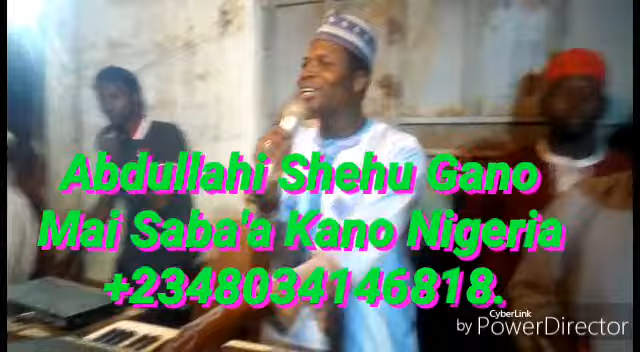 Abdullahi Shehu Gano
Mai Saba'a Kano Nigeria
+2348034146818.
CyberLink
by PowerDirector